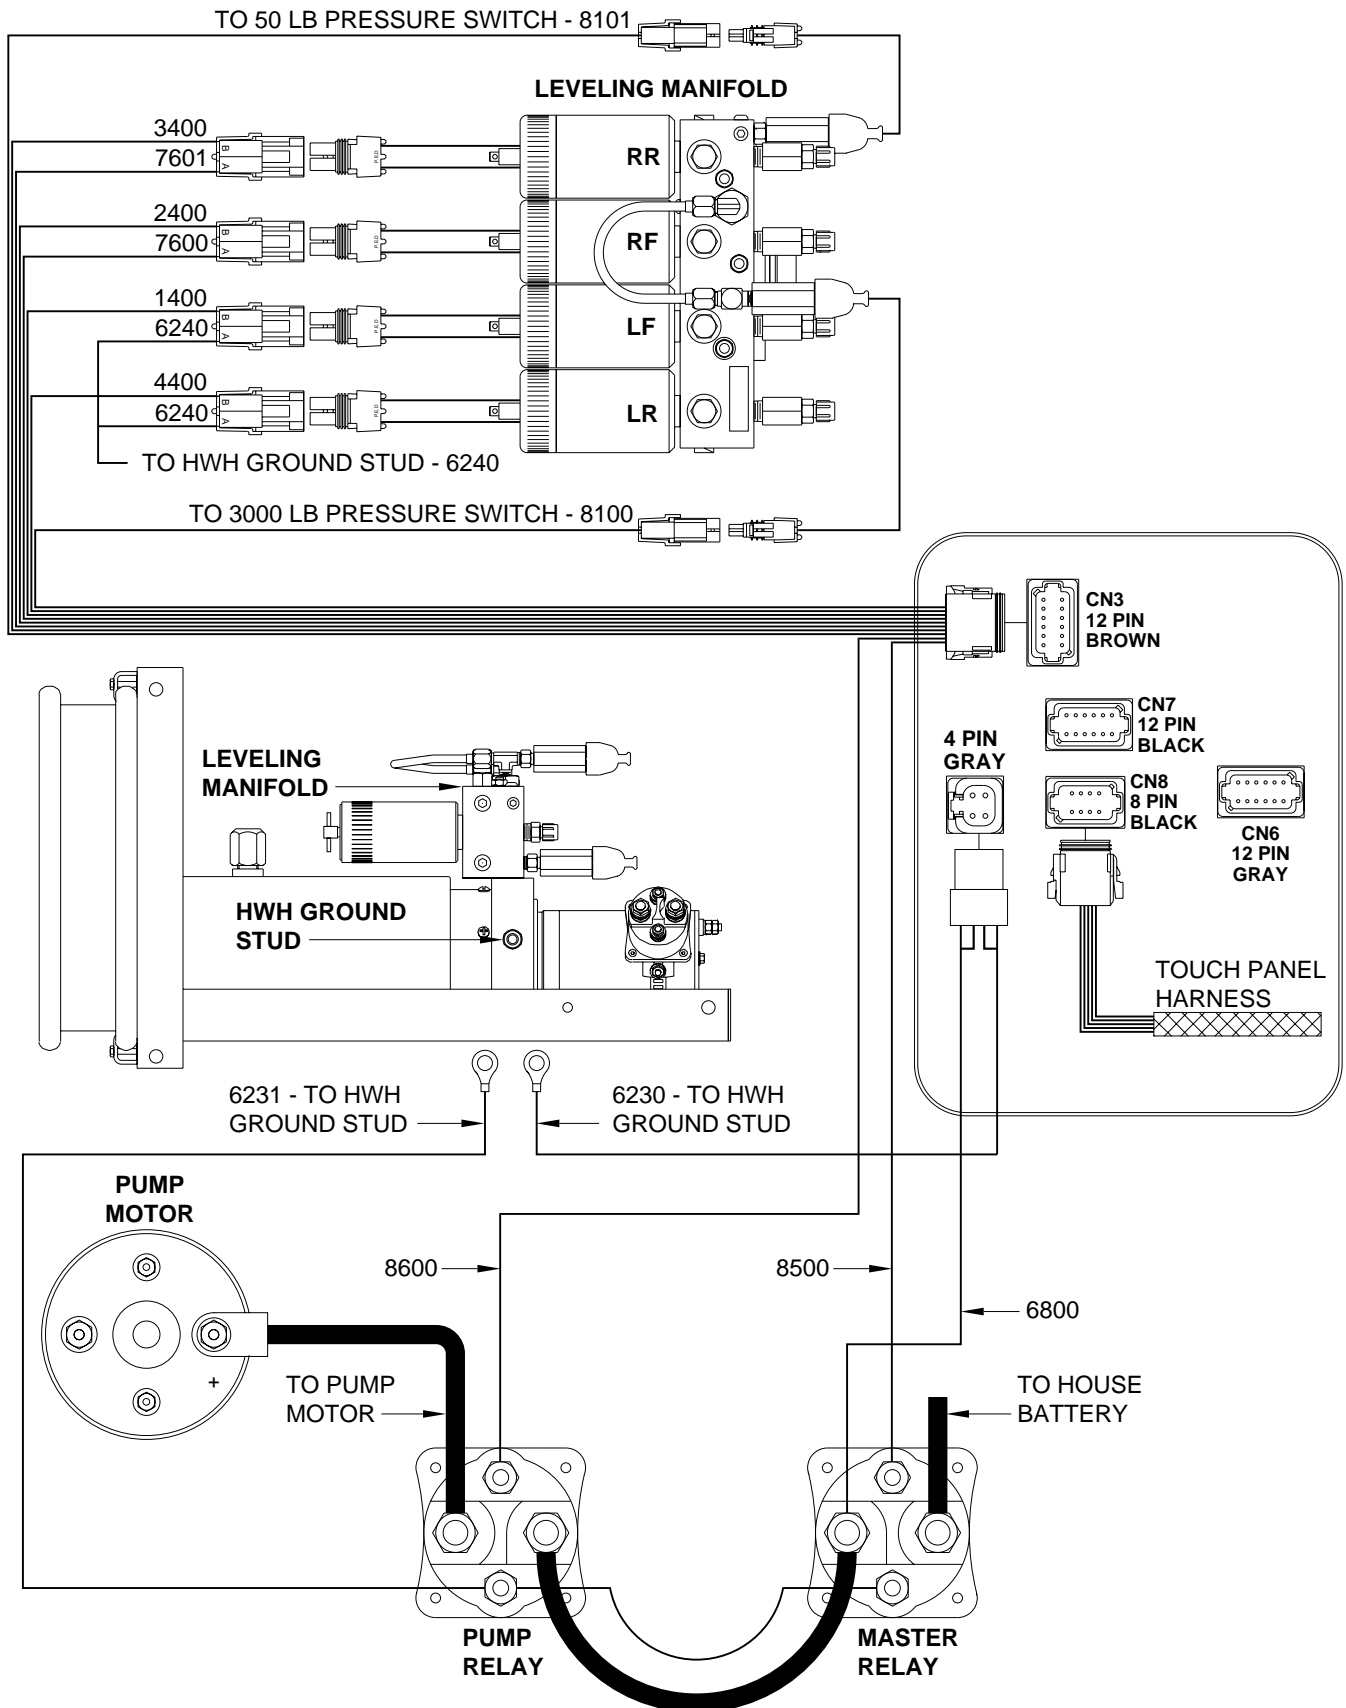 TO 50 LB PRESSURE SWITCH - 8101
LEVELING MANIFOLD
3400
7601
B
A
P.E.D.
RR
2400
7600
B
A
P.E.D.
RF
1400
6240
B
A
P.E.D.
LF
4400
6240
B
A
P.E.D.
LR
TO HWH GROUND STUD - 6240
TO 3000 LB PRESSURE SWITCH - 8100
CN3
12 PIN
BROWN
CN7
12 PIN
BLACK
4 PIN
GRAY
CN8
8 PIN
BLACK
CN6
12 PIN
GRAY
TOUCH PANEL
HARNESS
LEVELING
MANIFOLD
HWH GROUND
STUD
6231 - TO HWH
GROUND STUD
6230 - TO HWH
GROUND STUD
PUMP
MOTOR
+
8600
8500
6800
TO PUMP
MOTOR
TO HOUSE
BATTERY
PUMP
RELAY
MASTER
RELAY